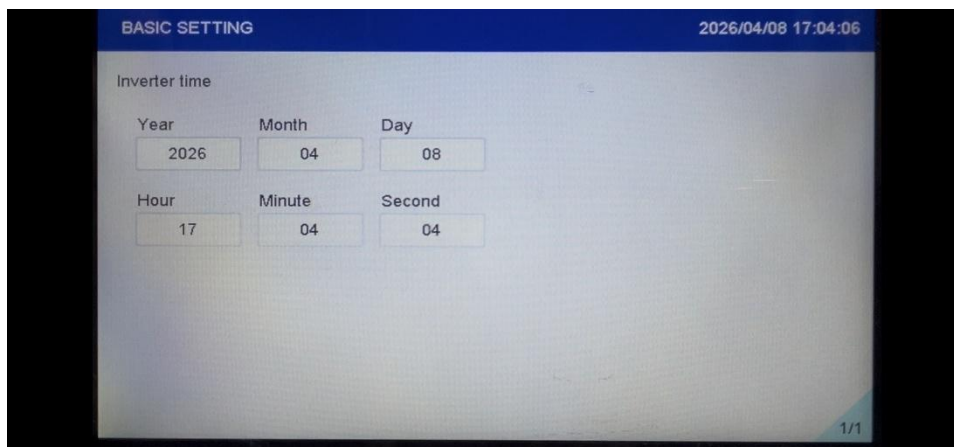 BASIC SETTING 2026/04/08 17:04:06
Inverter time
Year Month Day
2026 04 08
Hour Minute Second
17 04 04
1/1